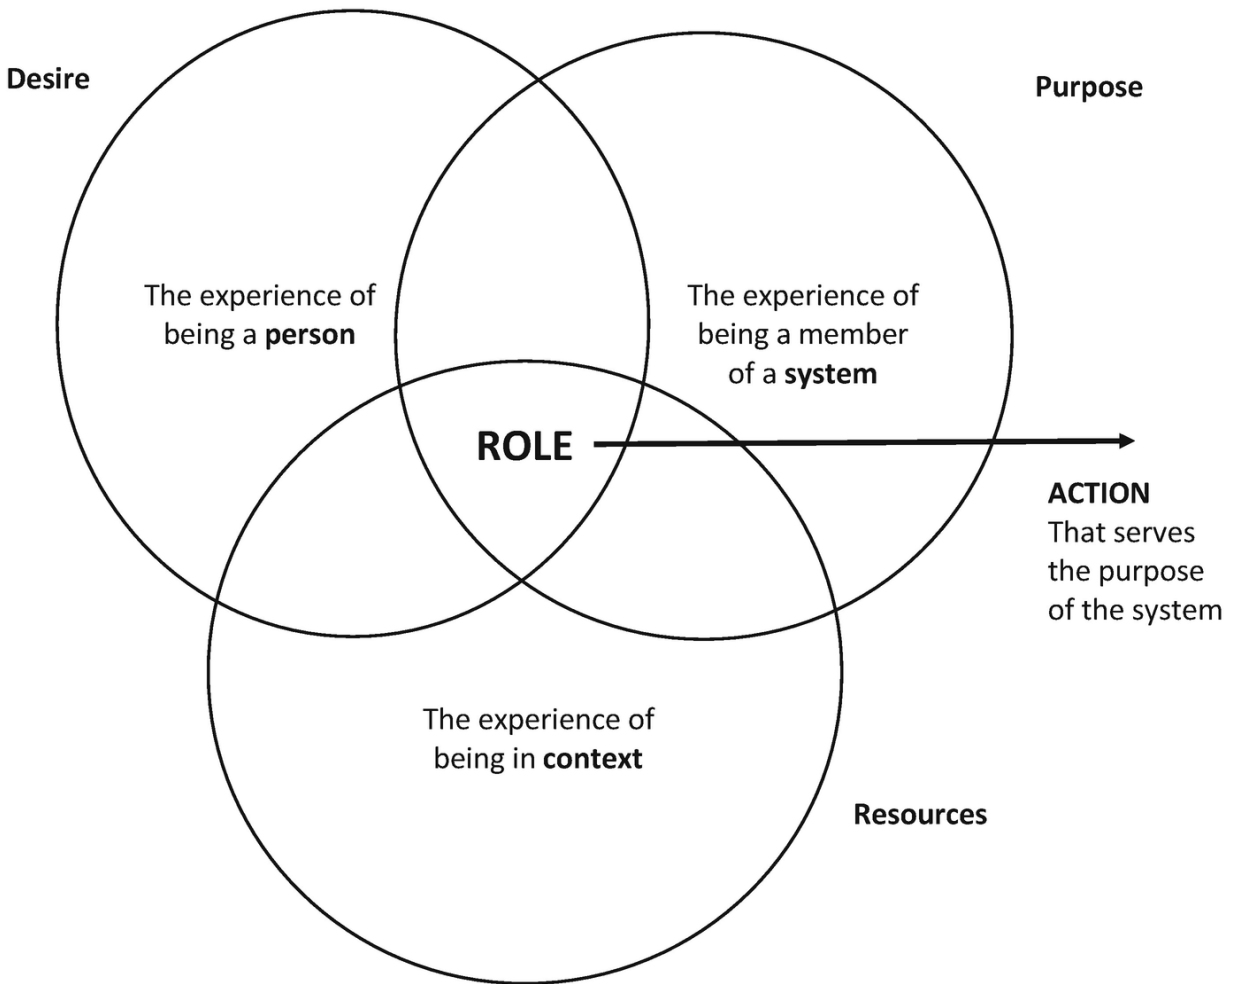 Desire
Purpose
The experience of
being a person
The experience of
being a member
of a system
ROLE
ACTION
That serves
the purpose
of the system
The experience of
being in context
Resources